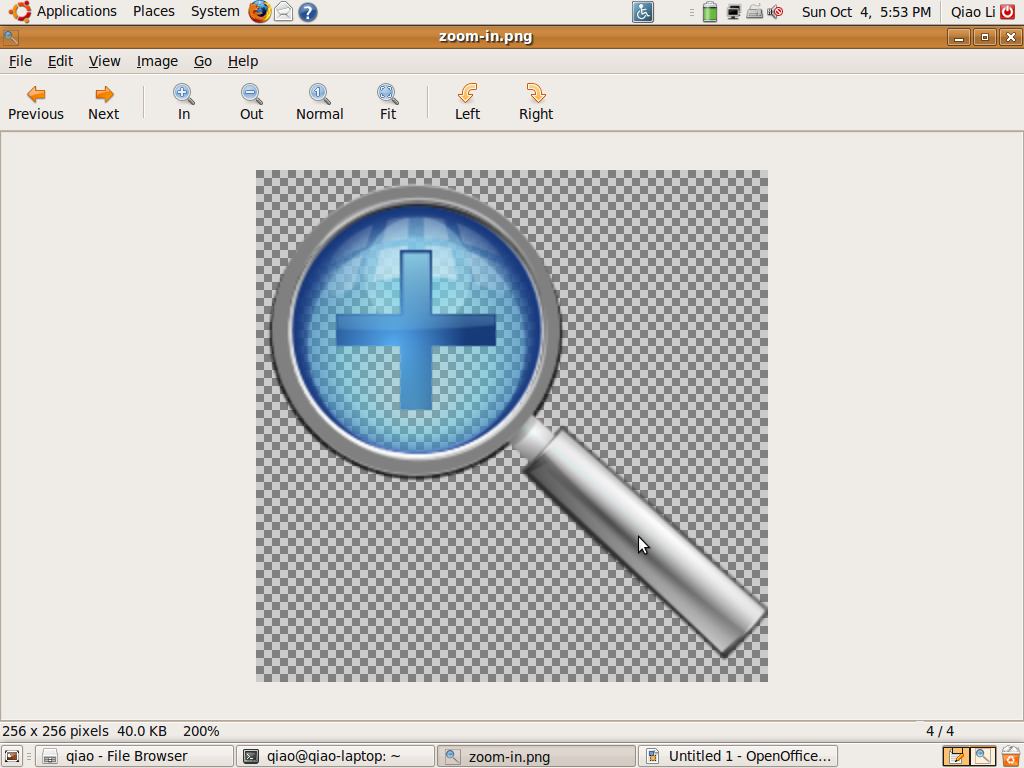 Applications Places System Sun Oct 4, 5:53 PM Qiao Li
zoom-in.png
File Edit View Image Go Help
Previous Next In Out Normal Fit Left Right
256 x 256 pixels 40.0 KB 200% 4 / 4
qiao - File Browser qiao@qiao-laptop: ~ zoom-in.png Untitled 1 - OpenOffice...